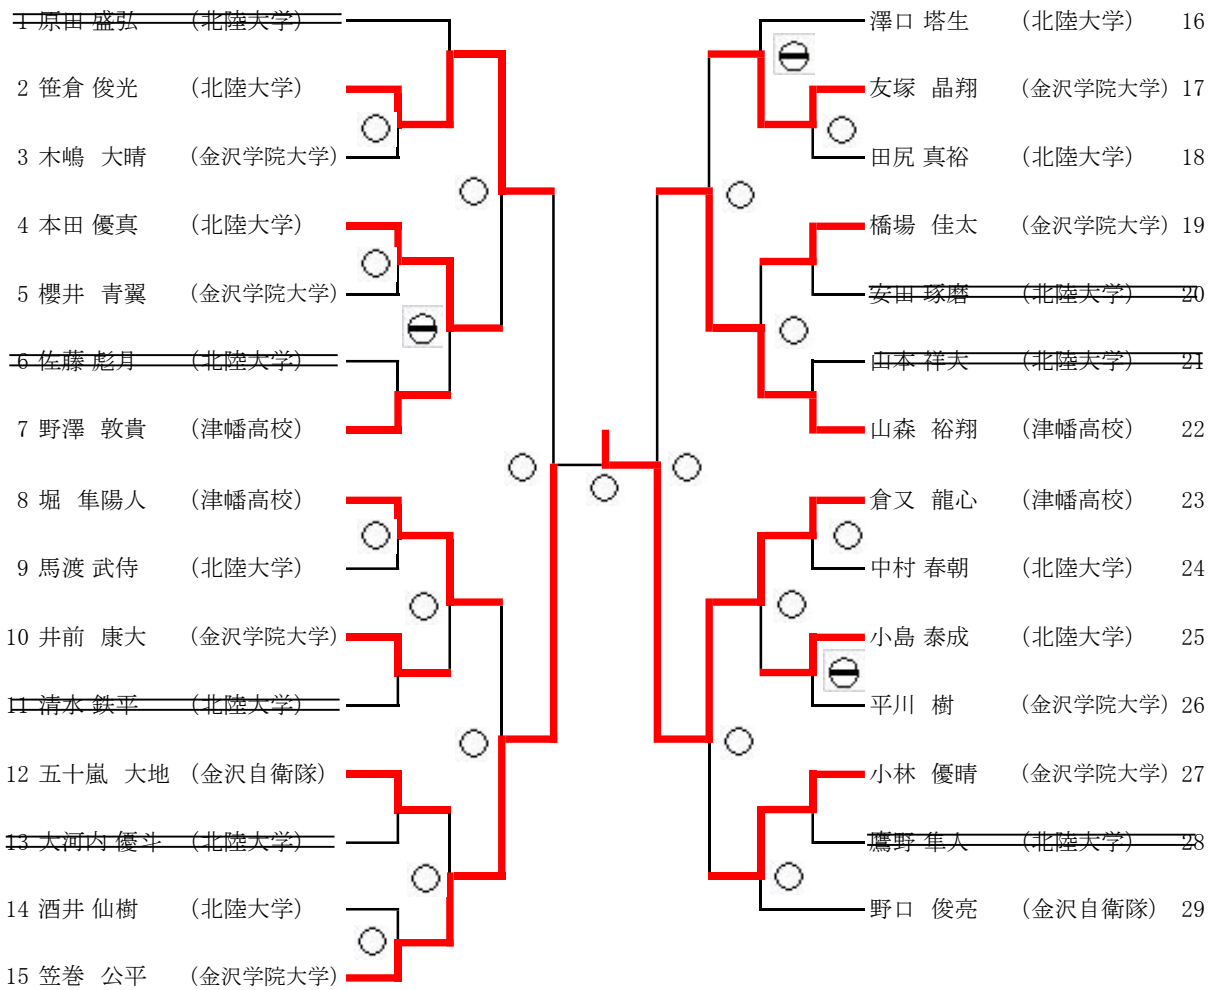 1 原田 盛弘 (北陸大学)
2 笹倉 俊光 (北陸大学)
3 木嶋 大晴 (金沢学院大学)
4 本田 優真 (北陸大学)
5 櫻井 青翼 (金沢学院大学)
6 佐藤 彪月 (北陸大学)
7 野澤 敦貴 (津幡高校)
8 堀 隼陽人 (津幡高校)
9 馬渡 武侍 (北陸大学)
10 井前 康大 (金沢学院大学)
11 清水 鉄平 (北陸大学)
12 五十嵐 大地 (金沢自衛隊)
13 大河内 優斗 (北陸大学)
14 酒井 仙樹 (北陸大学)
15 笠巻 公平 (金沢学院大学)
澤口 塔生 (北陸大学) 16
友塚 晶翔 (金沢学院大学) 17
田尻 真裕 (北陸大学) 18
橋場 佳太 (金沢学院大学) 19
安田 琢磨 (北陸大学) 20
山本 祥大 (北陸大学) 21
山森 裕翔 (津幡高校) 22
倉又 龍心 (津幡高校) 23
中村 春朝 (北陸大学) 24
小島 泰成 (北陸大学) 25
平川 樹 (金沢学院大学) 26
小林 優晴 (金沢学院大学) 27
鷹野 隼人 (北陸大学) 28
野口 俊亮 (金沢自衛隊) 29